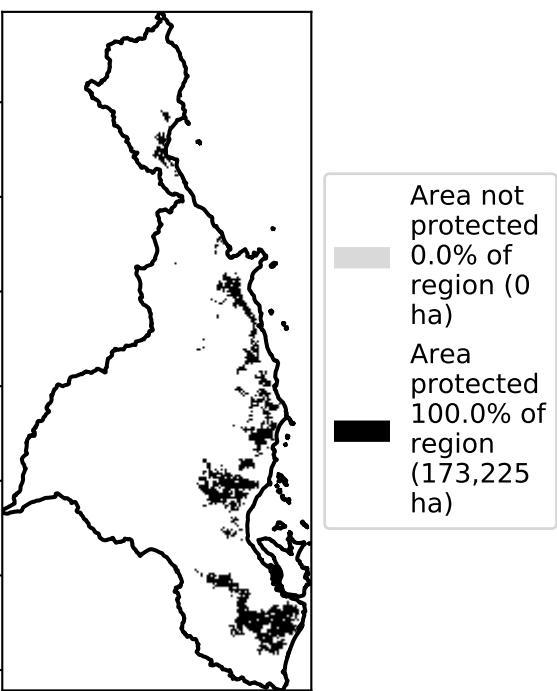 Area not
protected
0.0% of
region (0
ha)
Area
protected
100.0% of
region
(173,225
ha)